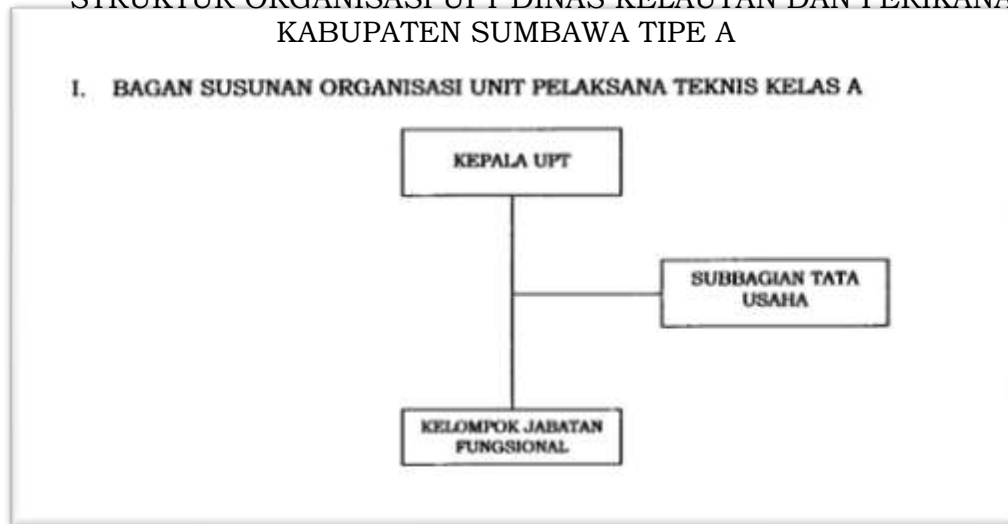 STRUKTUR ORGANISASI UPT DINAS KELAUTAN DAN PERIKANA
KABUPATEN SUMBAWA TIPE A
I. BAGAN SUSUNAN ORGANISASI UNIT PELAKSANA TEKNIS KELAS A
KEPALA UPT
SUBBAGIAN TATA
USAHA
KELOMPOK JABATAN
FUNGSIONAL